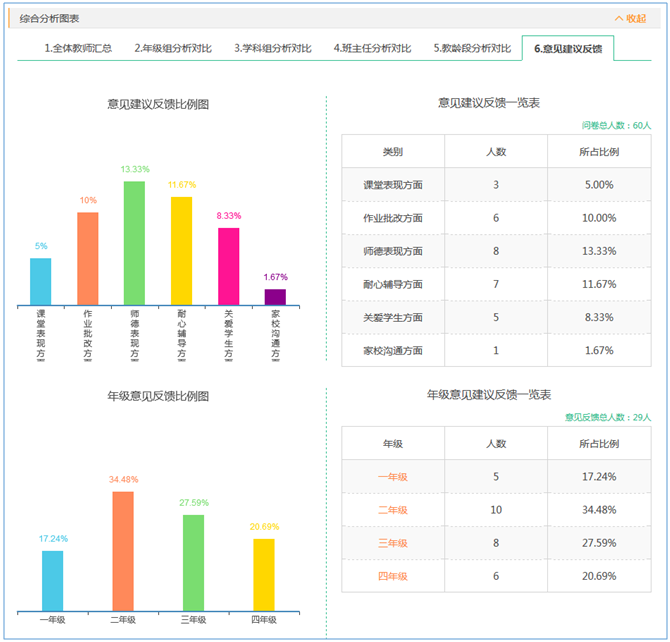 综合分析图表
收起
1.全体教师汇总 2.年级组分析对比 3.学科组分析对比 4.班主任分析对比 5.教龄段分析对比 6.意见建议反馈
意见建议反馈比例图
5%
10%
13.33%
11.67%
8.33%
1.67%
课堂表现方面
作业批改方面
师德表现方面
耐心辅导方面
关爱学生方面
家校沟通方面
意见建议反馈一览表
问卷总人数：60人
类别 人数 所占比例
课堂表现方面 3 5.00%
作业批改方面 6 10.00%
师德表现方面 8 13.33%
耐心辅导方面 7 11.67%
关爱学生方面 5 8.33%
家校沟通方面 1 1.67%
年级意见反馈比例图
17.24%
34.48%
27.59%
20.69%
一年级 二年级 三年级 四年级
年级意见建议反馈一览表
意见反馈总人数：29人
年级 人数 所占比例
一年级 5 17.24%
二年级 10 34.48%
三年级 8 27.59%
四年级 6 20.69%